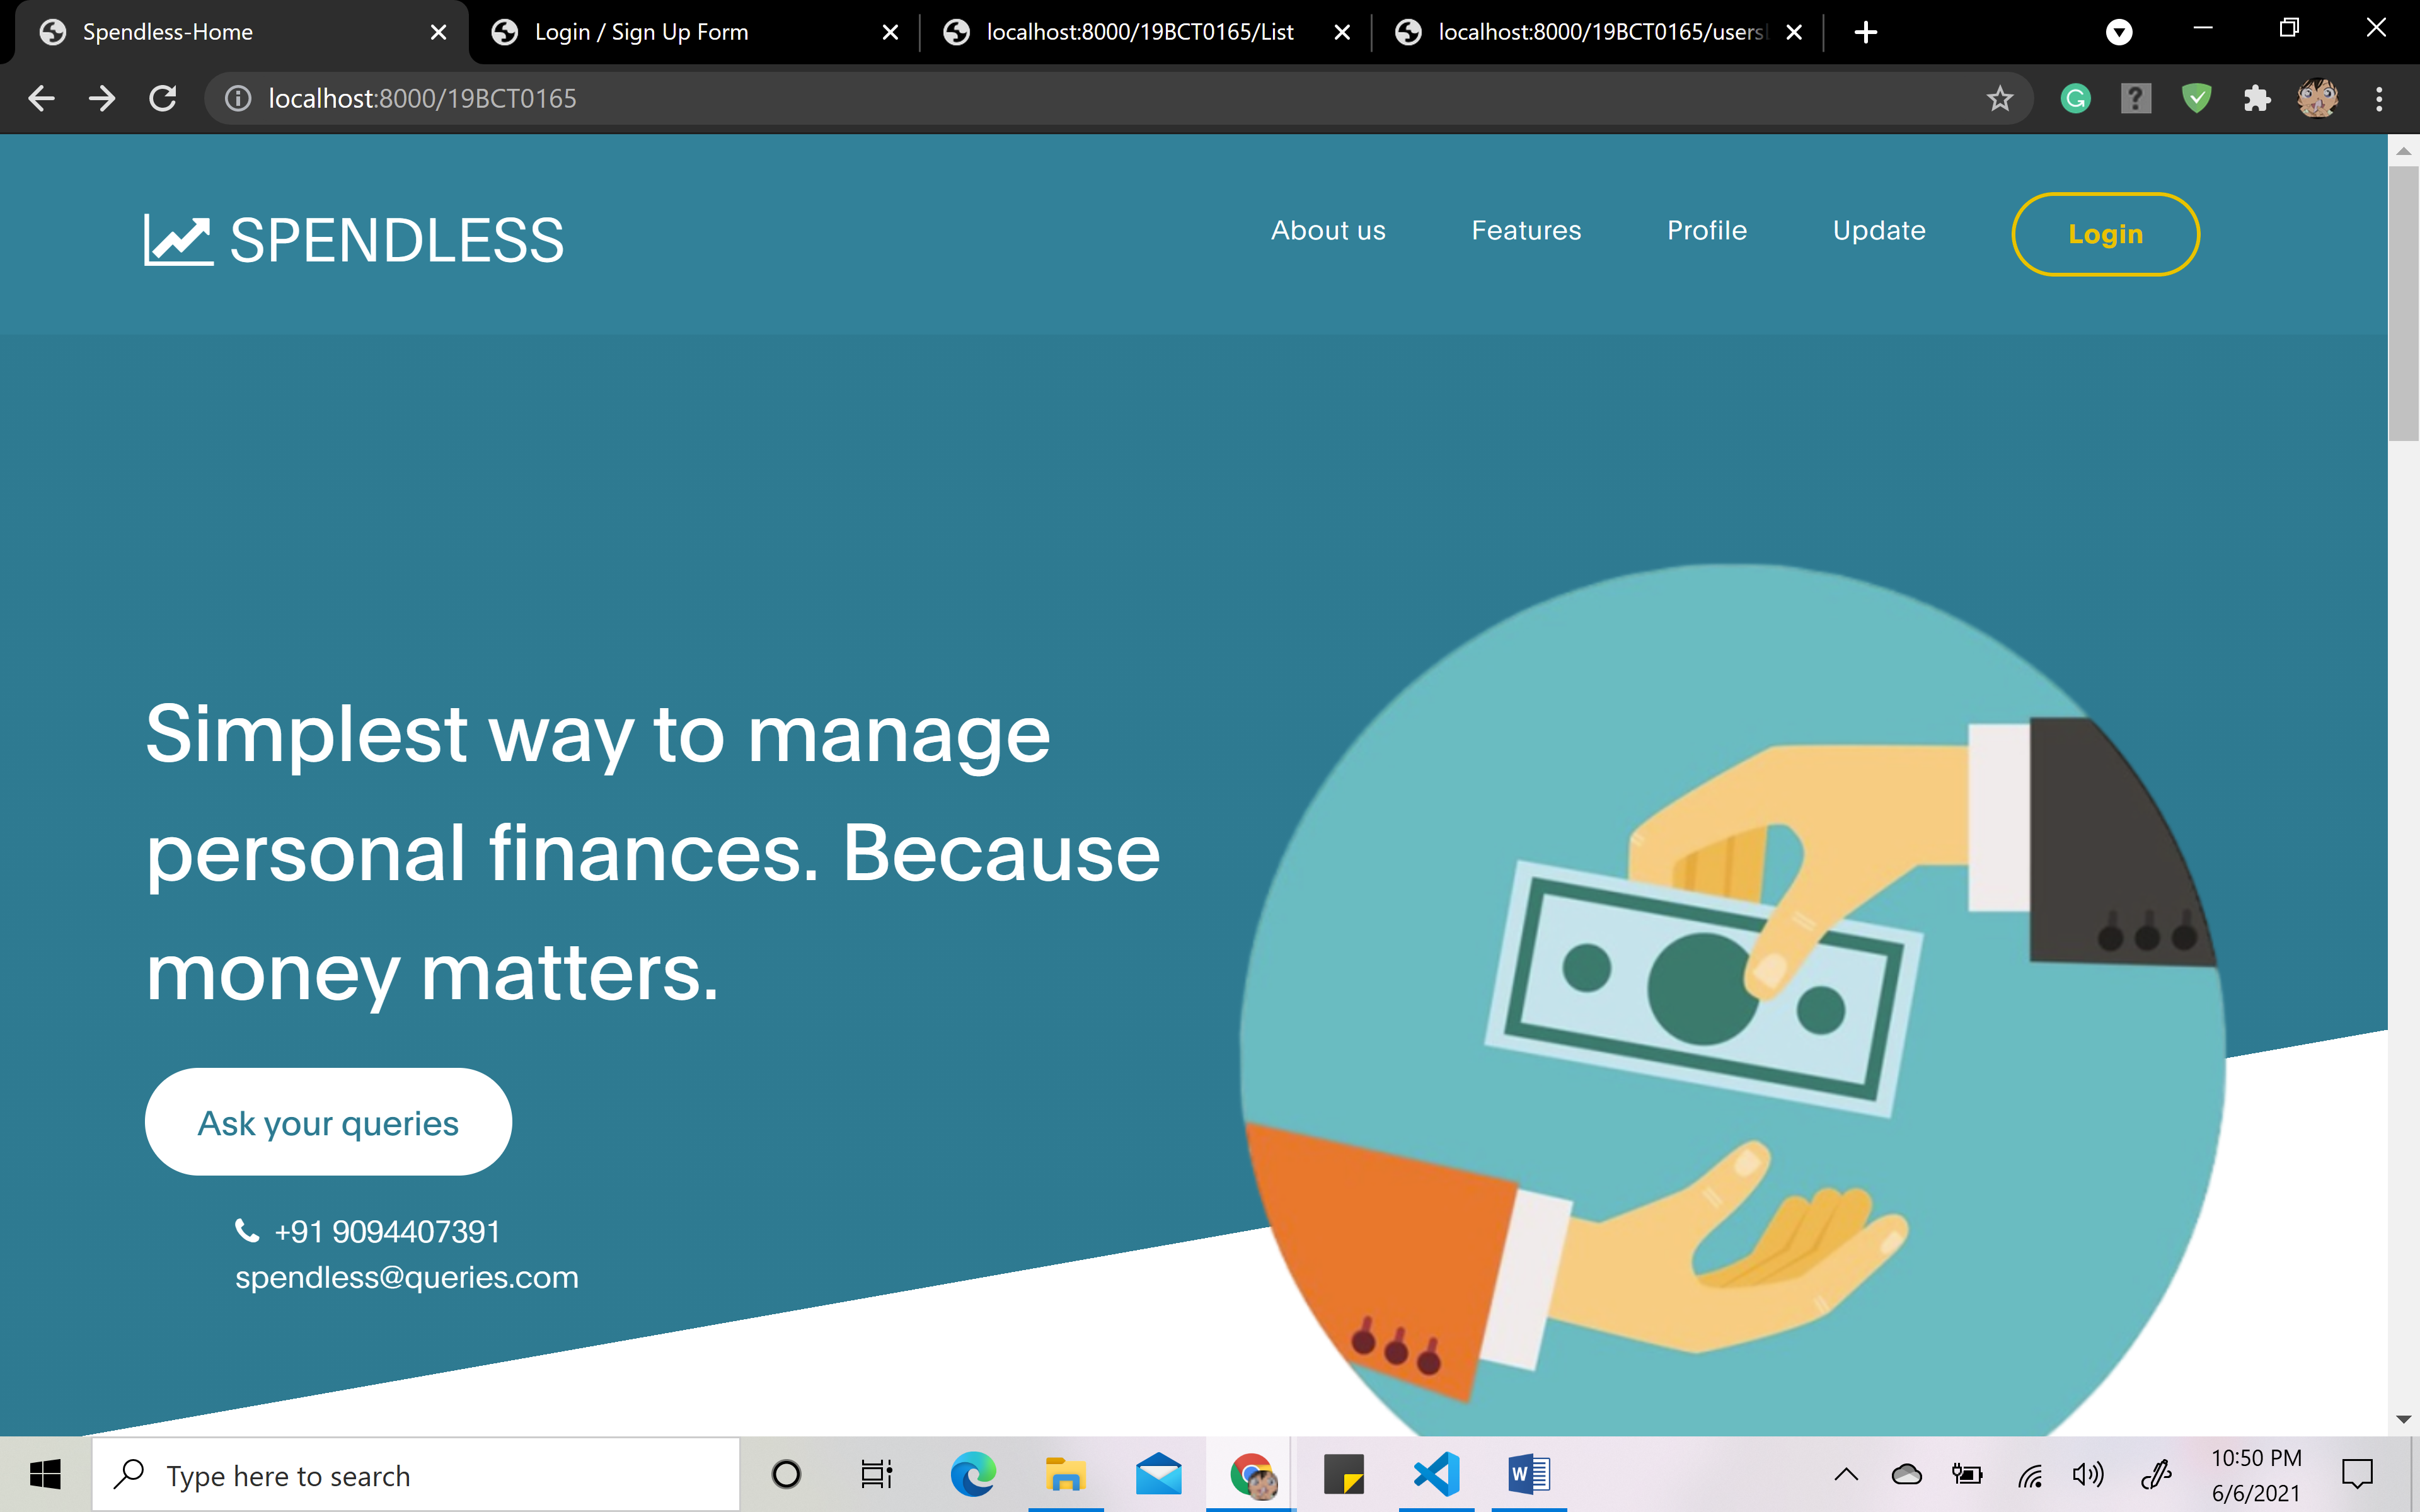 Spendless-Home
Login / Sign Up Form
localhost:8000/19BCT0165/List
localhost:8000/19BCT0165/users
localhost:8000/19BCT0165
SPENDLESS
About us
Features
Profile
Update
Login
Simplest way to manage
personal finances. Because
money matters.
Ask your queries
+91 9094407391
spendless@queries.com
Type here to search
10:50 PM
6/6/2021